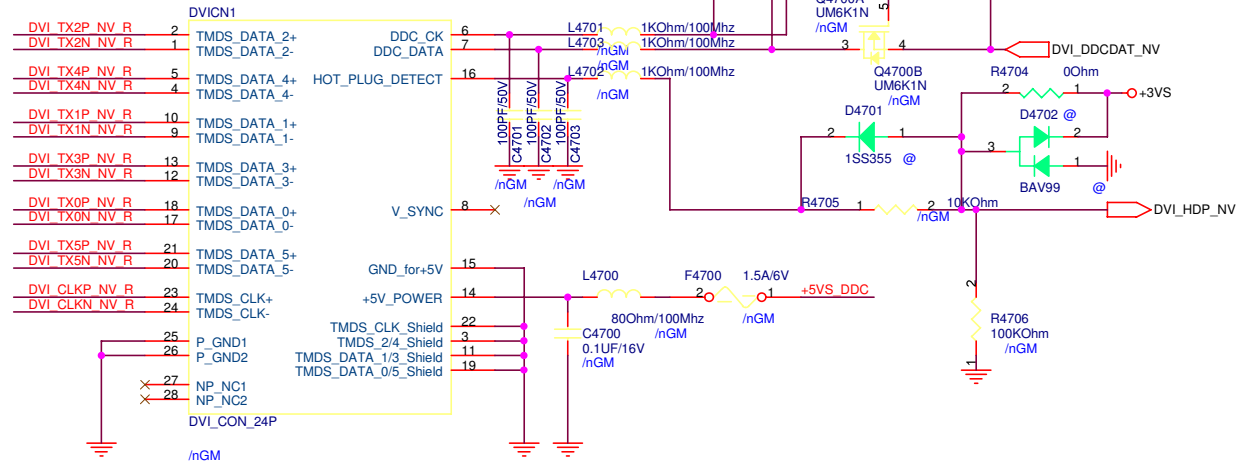 DVICN1
DVI_TX2P_NV_R 2 TMDS_DATA_2+
DVI_TX2N_NV_R 1 TMDS_DATA_2-
DVI_TX4P_NV_R 5 TMDS_DATA_4+
DVI_TX4N_NV_R 4 TMDS_DATA_4-
DVI_TX1P_NV_R 10 TMDS_DATA_1+
DVI_TX1N_NV_R 9 TMDS_DATA_1-
DVI_TX3P_NV_R 13 TMDS_DATA_3+
DVI_TX3N_NV_R 12 TMDS_DATA_3-
DVI_TX0P_NV_R 18 TMDS_DATA_0+
DVI_TX0N_NV_R 17 TMDS_DATA_0-
DVI_TX5P_NV_R 21 TMDS_DATA_5+
DVI_TX5N_NV_R 20 TMDS_DATA_5-
DVI_CLKP_NV_R 23 TMDS_CLK+
DVI_CLKN_NV_R 24 TMDS_CLK-
25 P_GND1
26 P_GND2
27 NP_NC1
28 NP_NC2
DVI_CON_24P
/nGM
DDC_CK 6
DDC_DATA 7
HOT_PLUG_DETECT 16
V_SYNC 8
GND_for+5V 15
+5V_POWER 14
TMDS_CLK_Shield 22
TMDS_2/4_Shield 3
TMDS_DATA_1/3_Shield 11
TMDS_DATA_0/5_Shield 19
L4701 1KOhm/100Mhz
/nGM
L4703 1KOhm/100Mhz
/nGM
L4702 1KOhm/100Mhz
/nGM
100PF/50V C4701
/nGM
100PF/50V C4702
/nGM
100PF/50V C4703
/nGM
L4700
80Ohm/100Mhz
/nGM
F4700 1.5A/6V
2 1
/nGM
+5VS_DDC
C4700
0.1UF/16V
/nGM
UM6K1N
/nGM
5
3 4
Q4700B
UM6K1N
/nGM
DVI_DDCDAT_NV
R4704 0Ohm
2 1
+3VS
D4701
2 1
1SS355 @
D4702 @
3 2
1
BAV99 @
R4705 1 2 10KOhm
/nGM
DVI_HDP_NV
2
R4706
100KOhm
/nGM
1